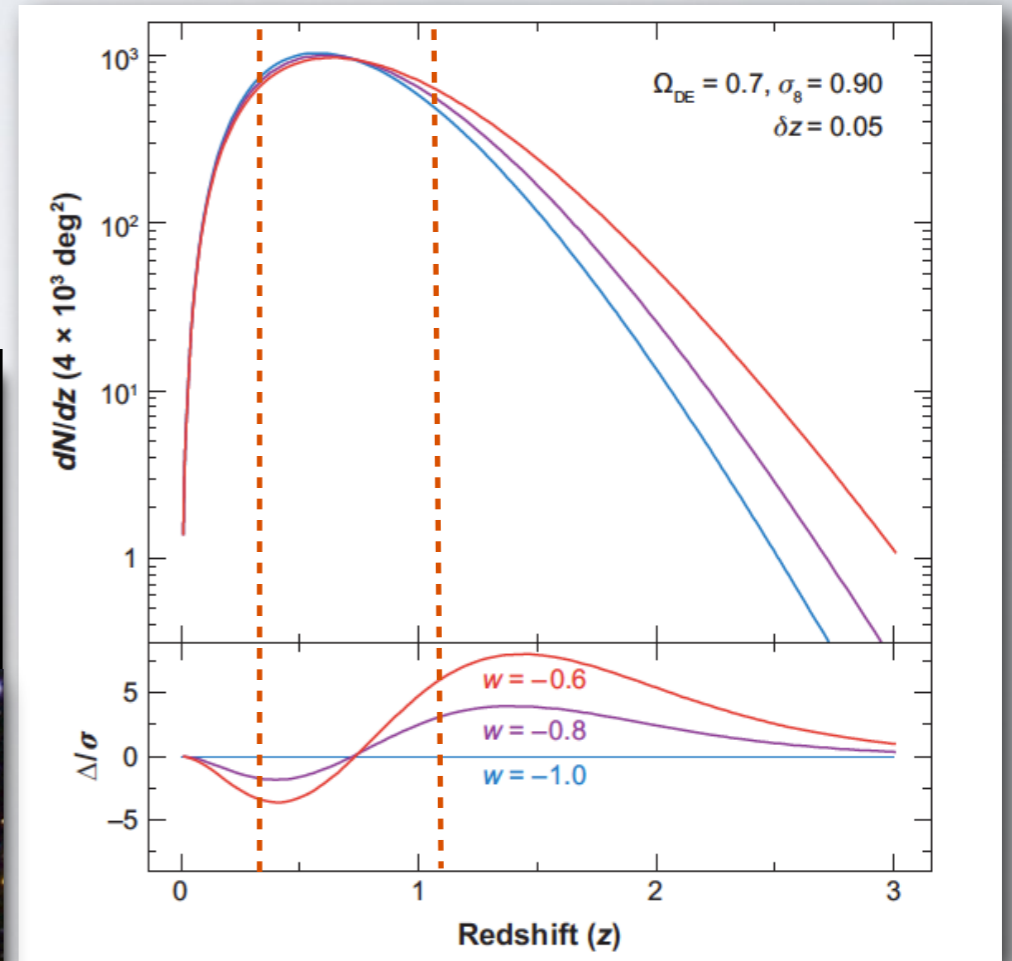 10³
10²
10¹
1
dN/dz (4 × 10³ deg²)
Ω_DE = 0.7, σ₈ = 0.90
δz = 0.05
5
0
−5
Δ/σ
w = −0.6
w = −0.8
w = −1.0
0 1 2 3
Redshift (z)